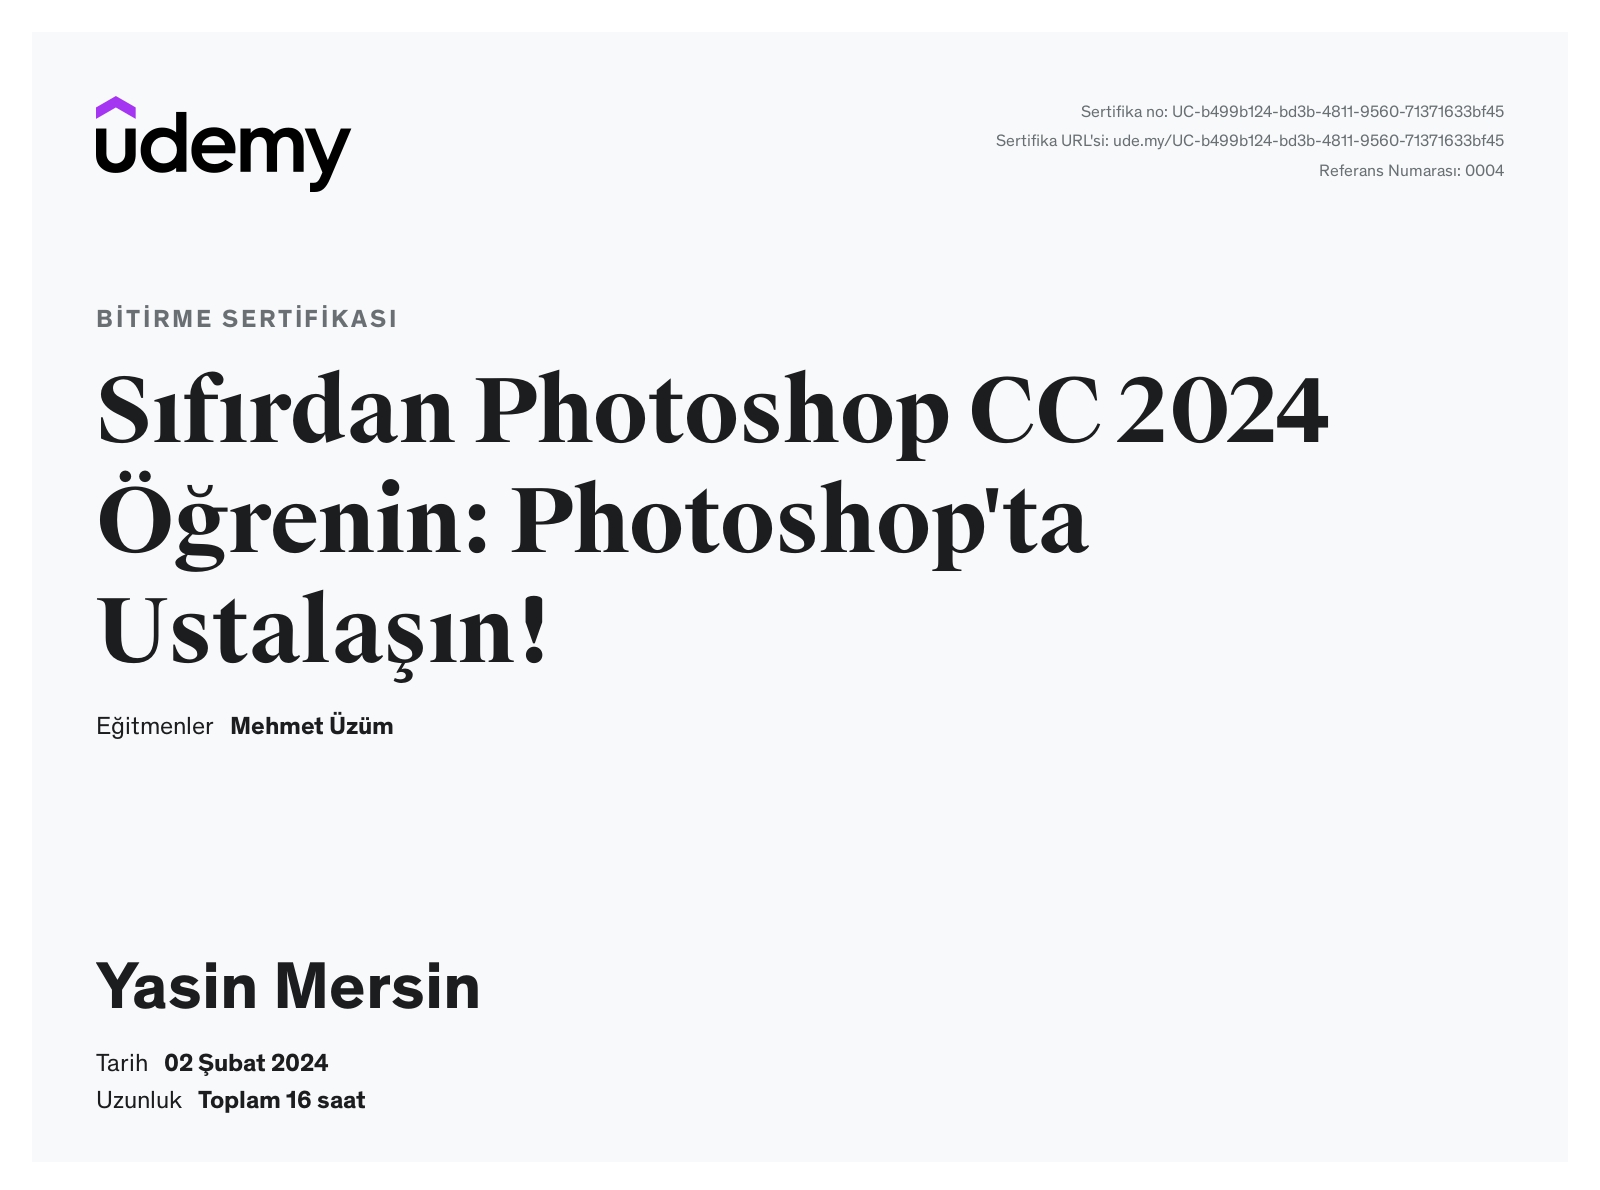 udemy
Sertifika no: UC-b499b124-bd3b-4811-9560-71371633bf45
Sertifika URL'si: ude.my/UC-b499b124-bd3b-4811-9560-71371633bf45
Referans Numarası: 0004
BİTİRME SERTİFİKASI
Sıfırdan Photoshop CC 2024
Öğrenin: Photoshop'ta
Ustalaşın!
Eğitmenler Mehmet Üzüm
Yasin Mersin
Tarih 02 Şubat 2024
Uzunluk Toplam 16 saat